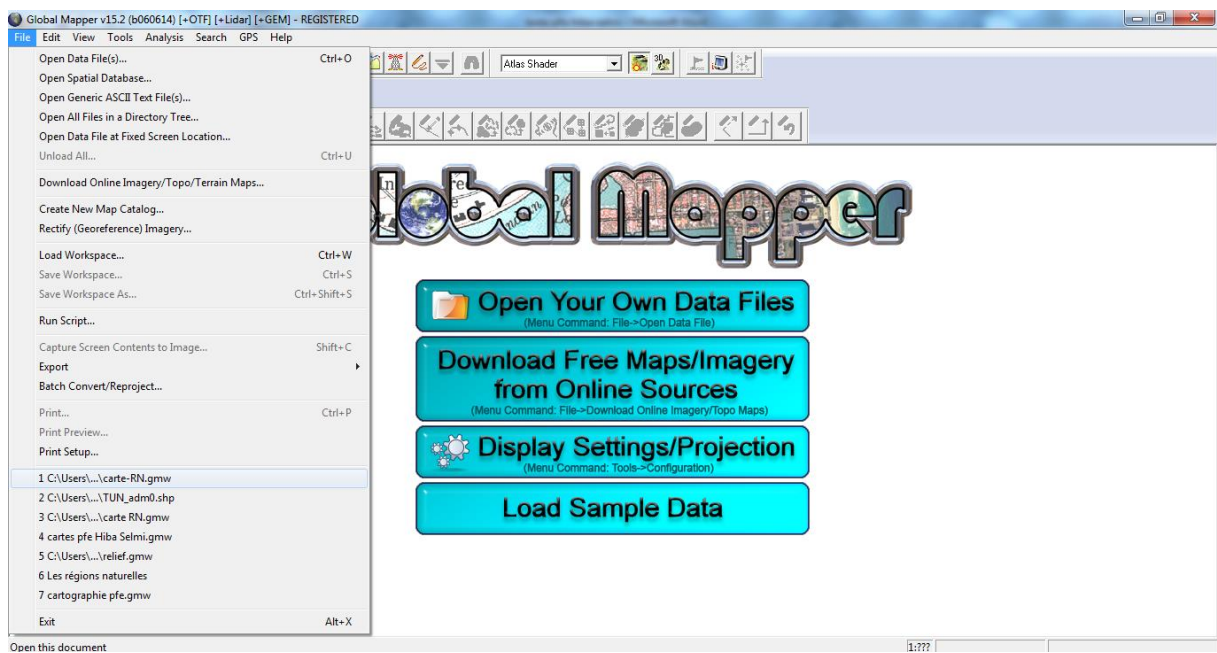 Global Mapper v15.2 (b060614) [+OTF] [+Lidar] [+GEM] - REGISTERED
File Edit View Tools Analysis Search GPS Help
Open Data File(s)... Ctrl+O
Open Spatial Database...
Open Generic ASCII Text File(s)...
Open All Files in a Directory Tree...
Open Data File at Fixed Screen Location...
Unload All... Ctrl+U
Download Online Imagery/Topo/Terrain Maps...
Create New Map Catalog...
Rectify (Georeference) Imagery...
Load Workspace... Ctrl+W
Save Workspace... Ctrl+S
Save Workspace As... Ctrl+Shift+S
Run Script...
Capture Screen Contents to Image... Shift+C
Export
Batch Convert/Reproject...
Print... Ctrl+P
Print Preview...
Print Setup...
1 C:\Users\...\carte-RN.gmw
2 C:\Users\...\TUN_adm0.shp
3 C:\Users\...\carte RN.gmw
4 cartes pfe Hiba Selmi.gmw
5 C:\Users\...\relief.gmw
6 Les régions naturelles
7 cartographie pfe.gmw
Exit Alt+X
Atlas Shader
3D
lobal Mapper
Open Your Own Data Files
(Menu Command: File->Open Data File)
Download Free Maps/Imagery
from Online Sources
(Menu Command: File->Download Online Imagery/Topo Maps)
Display Settings/Projection
(Menu Command: Tools->Configuration)
Load Sample Data
Open this document
1:???